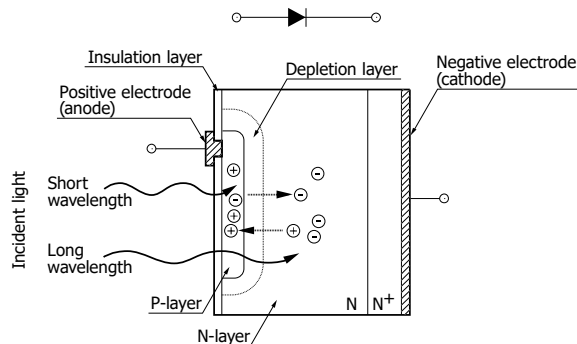 Insulation layer
Depletion layer
Negative electrode
(cathode)
Positive electrode
(anode)
Incident light
Short
wavelength
Long
wavelength
P-layer
N-layer
N
N+